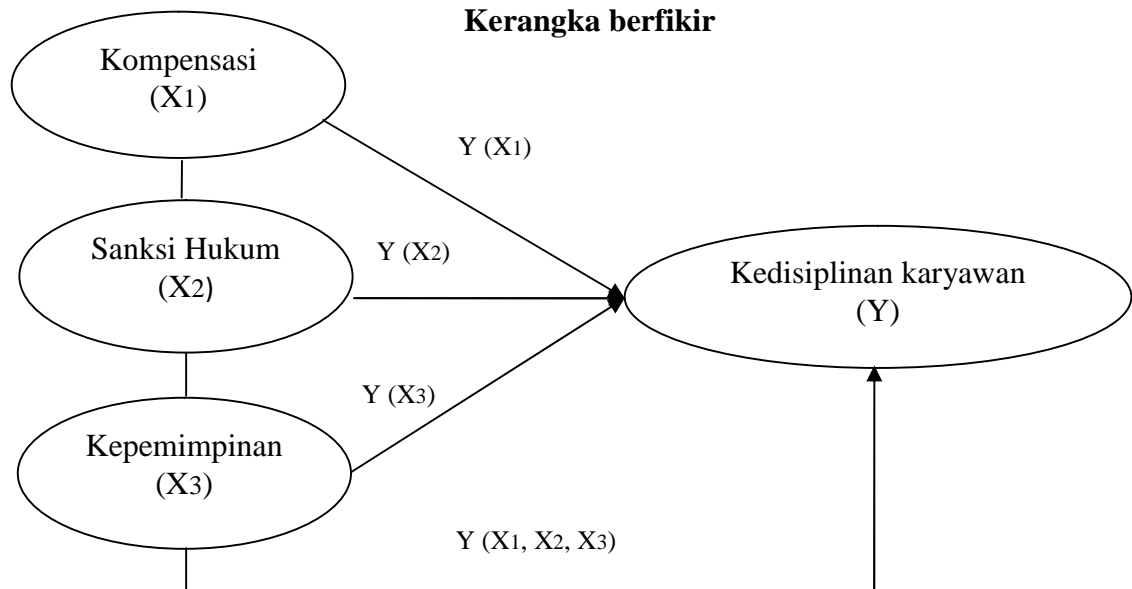 Kerangka berfikir
Kompensasi
(X1)
Y (X1)
Sanksi Hukum
(X2)
Y (X2)
Kedisiplinan karyawan
(Y)
Y (X3)
Kepemimpinan
(X3)
Y (X1, X2, X3)